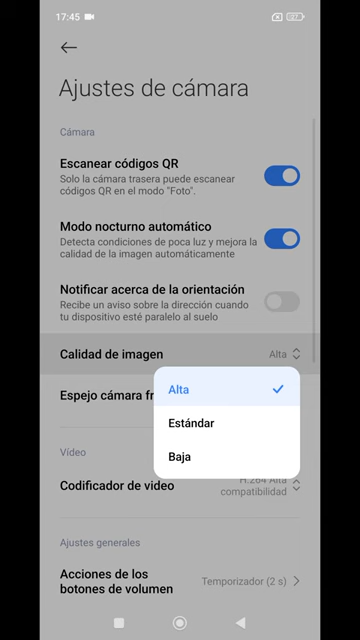 17:45
27
Ajustes de cámara
Cámara
Escanear códigos QR
Solo la cámara trasera puede escanear
códigos QR en el modo "Foto".
Modo nocturno automático
Detecta condiciones de poca luz y mejora la
calidad de la imagen automáticamente
Notificar acerca de la orientación
Recibe un aviso sobre la dirección cuando
tu dispositivo esté paralelo al suelo
Calidad de imagen
Alta
Alta
Espejo cámara fr
Estándar
Baja
Vídeo
Codificador de video
H.264 Alta
compatibilidad
Ajustes generales
Acciones de los
botones de volumen
Temporizador (2 s)